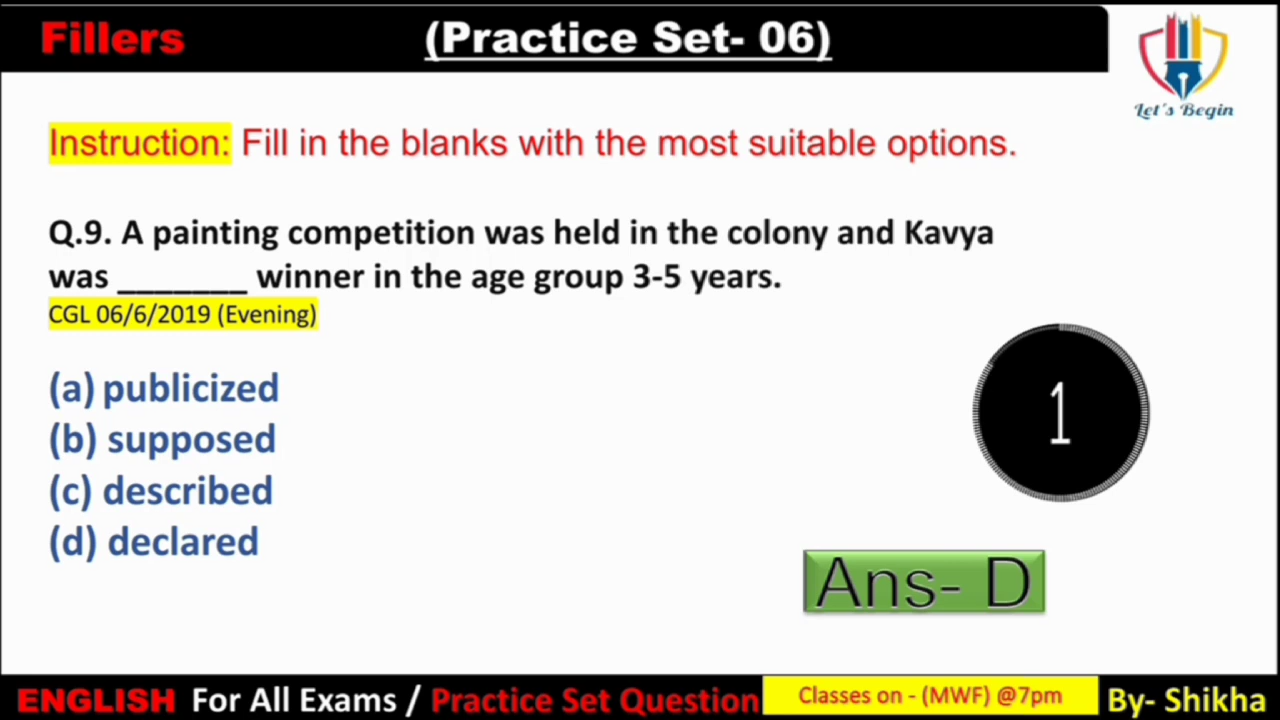 Fillers
(Practice Set- 06)
Let's Begin
Instruction: Fill in the blanks with the most suitable options.
Q.9. A painting competition was held in the colony and Kavya
was _______ winner in the age group 3-5 years.
CGL 06/6/2019 (Evening)
(a) publicized
(b) supposed
(c) described
(d) declared
1
Ans- D
ENGLISH For All Exams / Practice Set Question
Classes on - (MWF) @7pm
By- Shikha